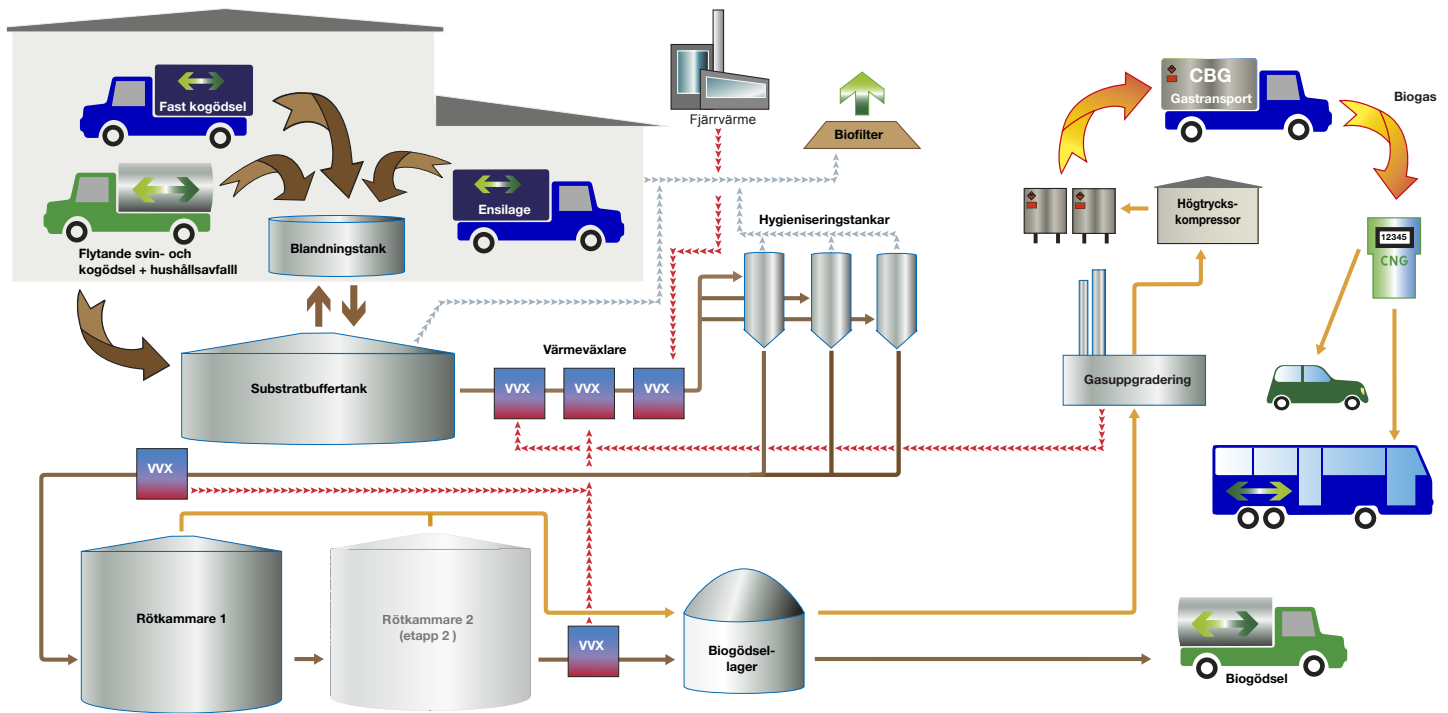 Fast kogödsel
Flytande svin- och
kogödsel + hushållsavfalll
Ensilage
Blandningstank
Substratbuffertank
Fjärrvärme
Biofilter
Hygieniseringstankar
Värmeväxlare
VVX
VVX
VVX
VVX
Rötkammare 1
Rötkammare 2
(etapp 2 )
VVX
Biogödsel-
lager
Gasuppgradering
Högtrycks-
kompressor
CBG
Gastransport
Biogas
12345
CNG
Biogödsel